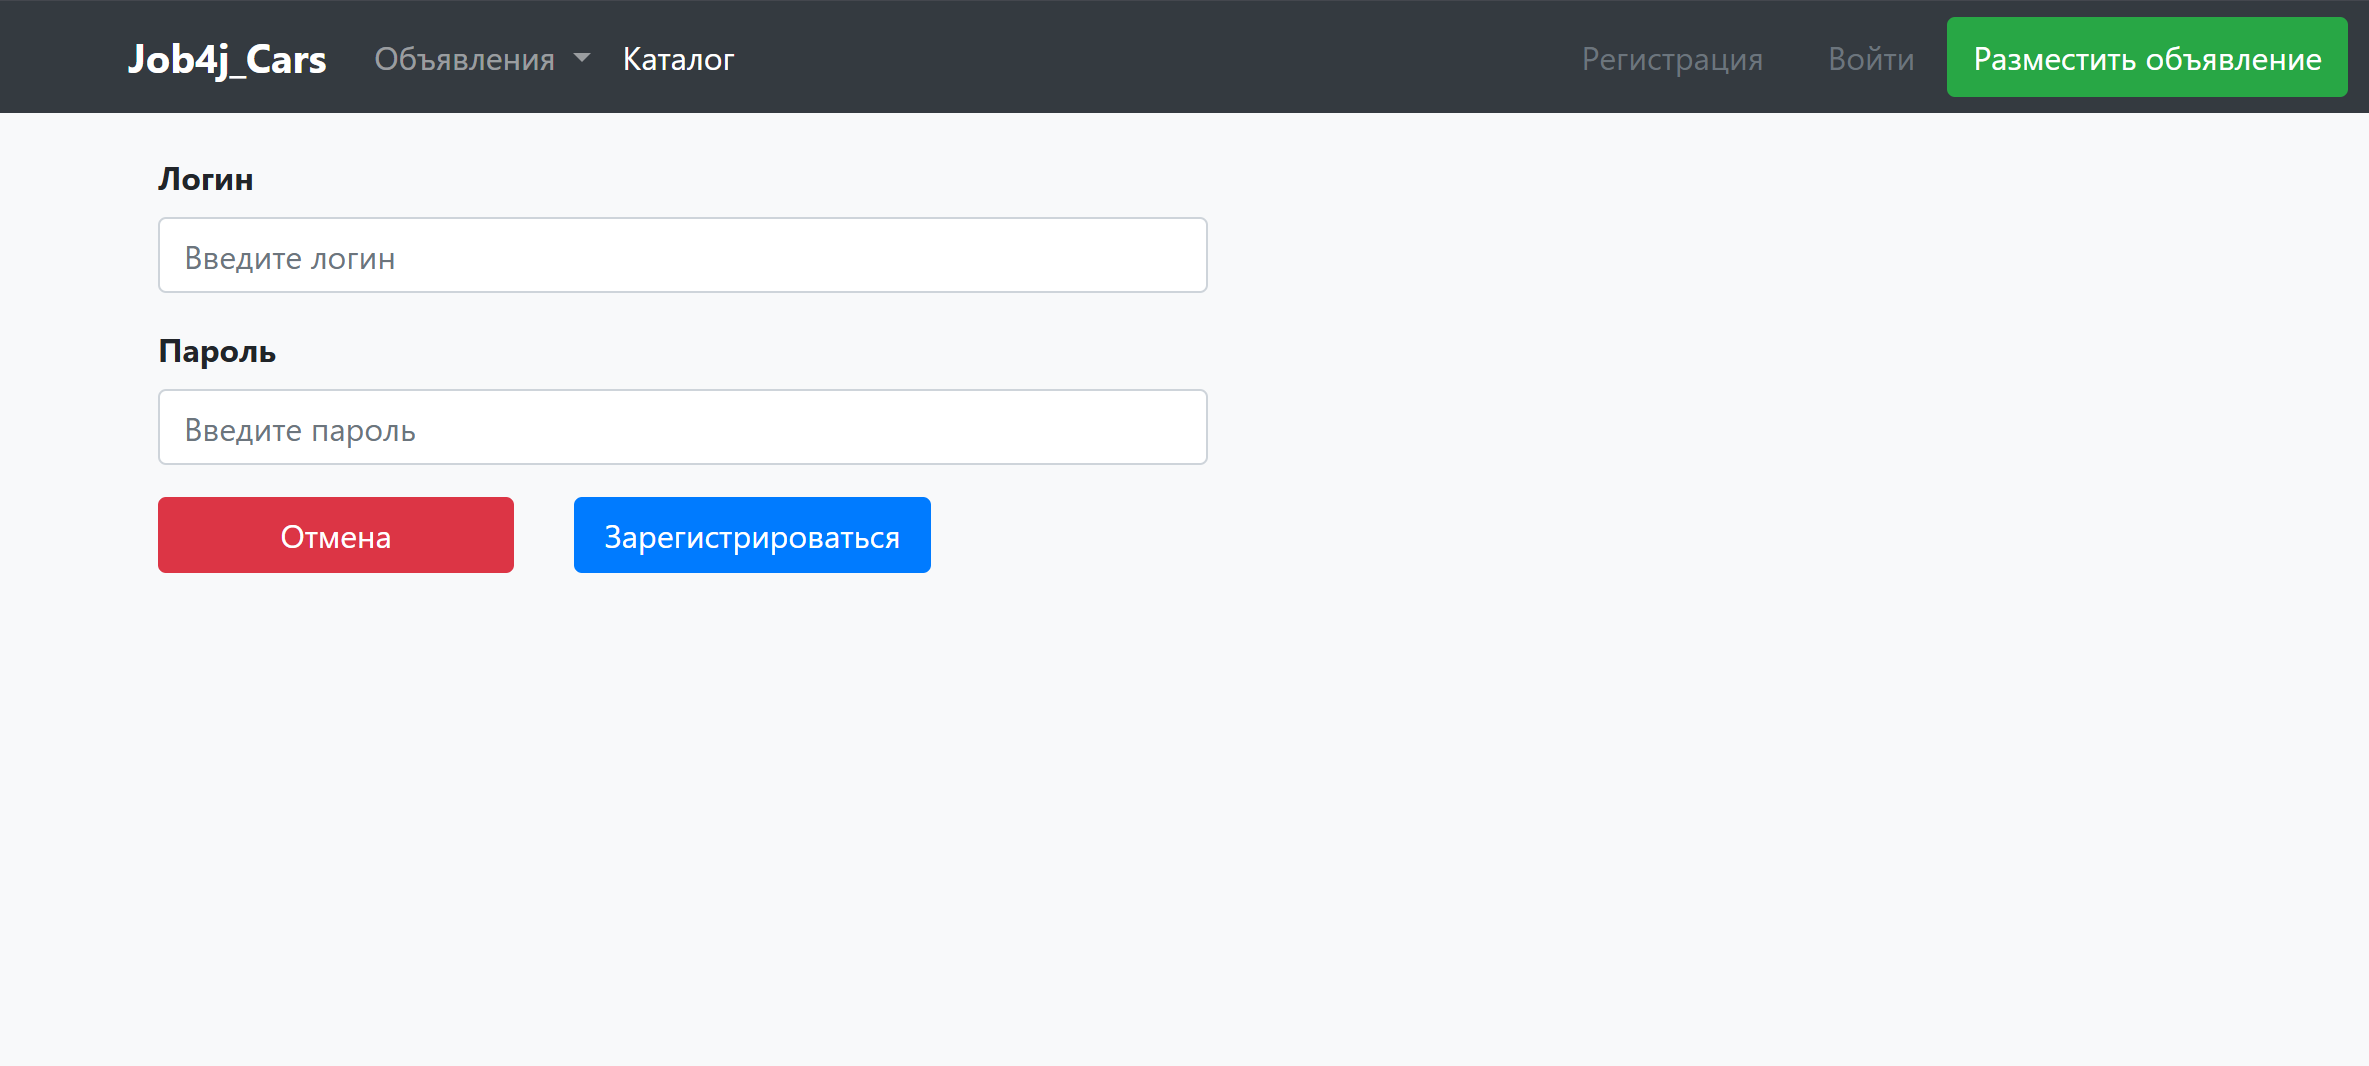 Job4j_Cars Объявления Каталог Регистрация Войти Разместить объявление
Логин
Введите логин
Пароль
Введите пароль
Отмена Зарегистрироваться